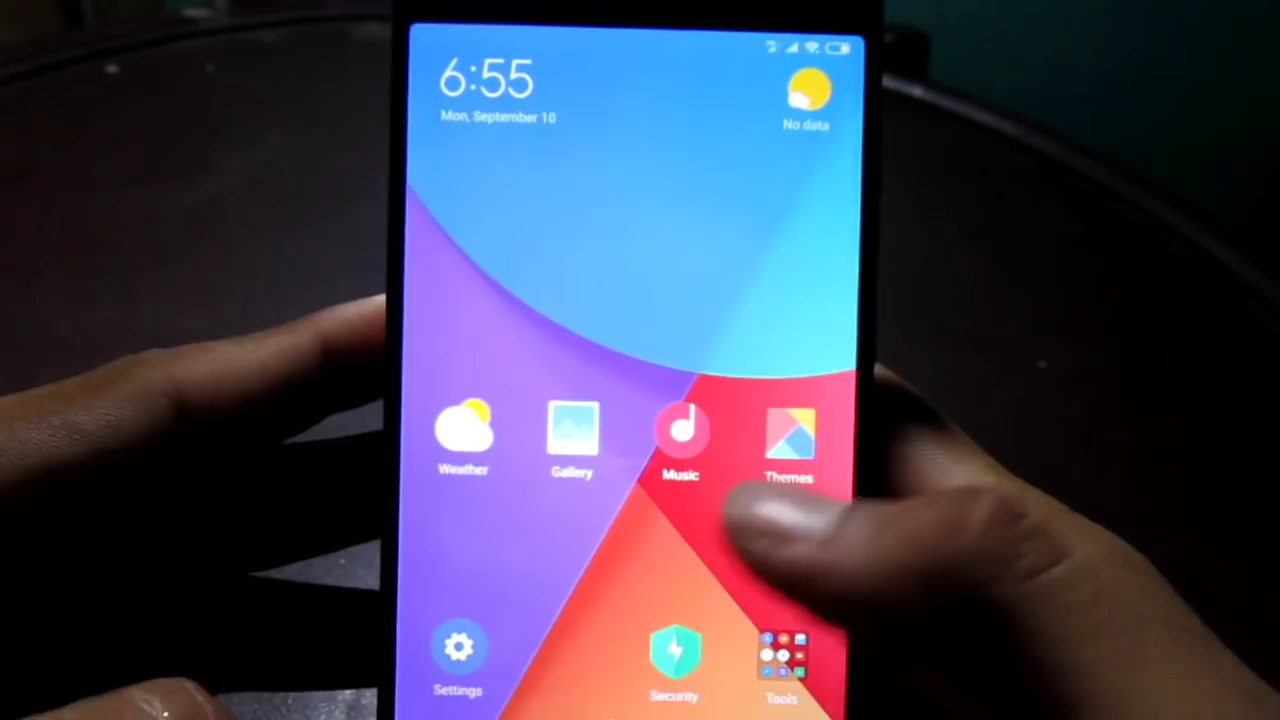 6:55
Mon, September 10
No data
Weather
Gallery
Music
Themes
Settings
Security
Tools